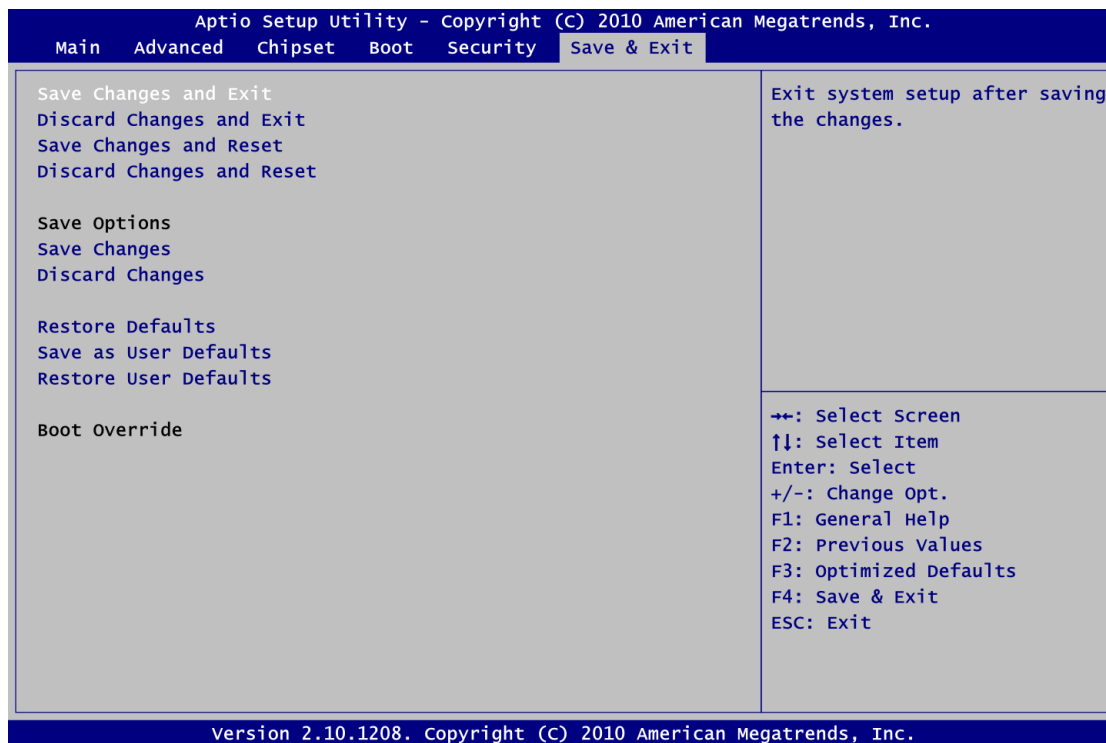 Aptio Setup Utility - Copyright (C) 2010 American Megatrends, Inc.
Main Advanced Chipset Boot Security Save & Exit
Save Changes and Exit
Discard Changes and Exit
Save Changes and Reset
Discard Changes and Reset
Save Options
Save Changes
Discard Changes
Restore Defaults
Save as User Defaults
Restore User Defaults
Boot Override
Exit system setup after saving
the changes.
→←: Select Screen
↑↓: Select Item
Enter: Select
+/-: Change Opt.
F1: General Help
F2: Previous Values
F3: Optimized Defaults
F4: Save & Exit
ESC: Exit
Version 2.10.1208. Copyright (C) 2010 American Megatrends, Inc.